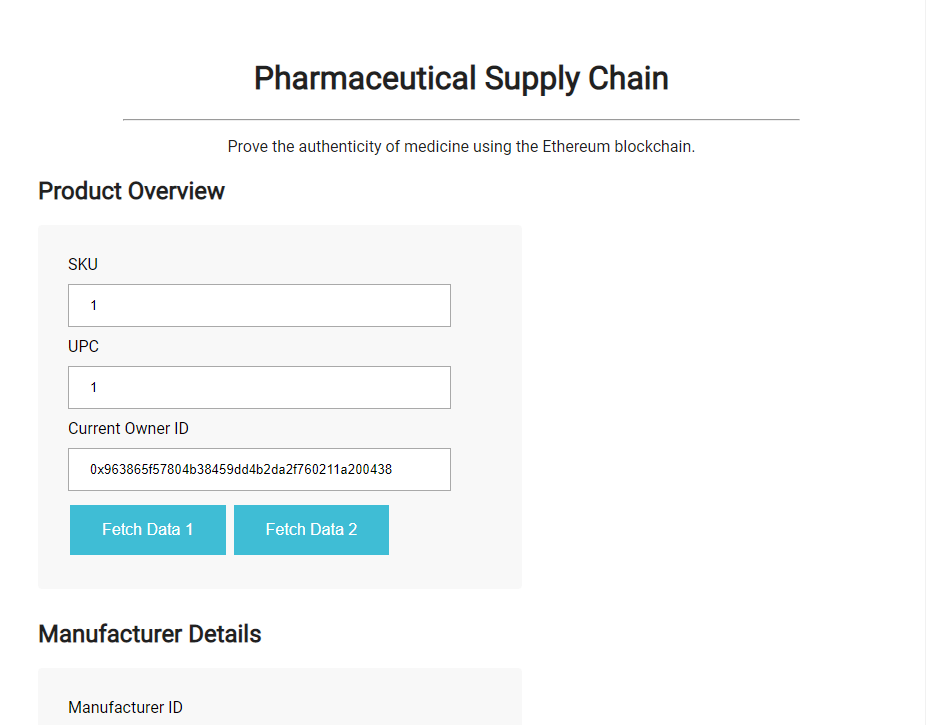 Pharmaceutical Supply Chain
Prove the authenticity of medicine using the Ethereum blockchain.
Product Overview
SKU
1
UPC
1
Current Owner ID
0x963865f57804b38459dd4b2da2f760211a200438
Fetch Data 1 Fetch Data 2
Manufacturer Details
Manufacturer ID